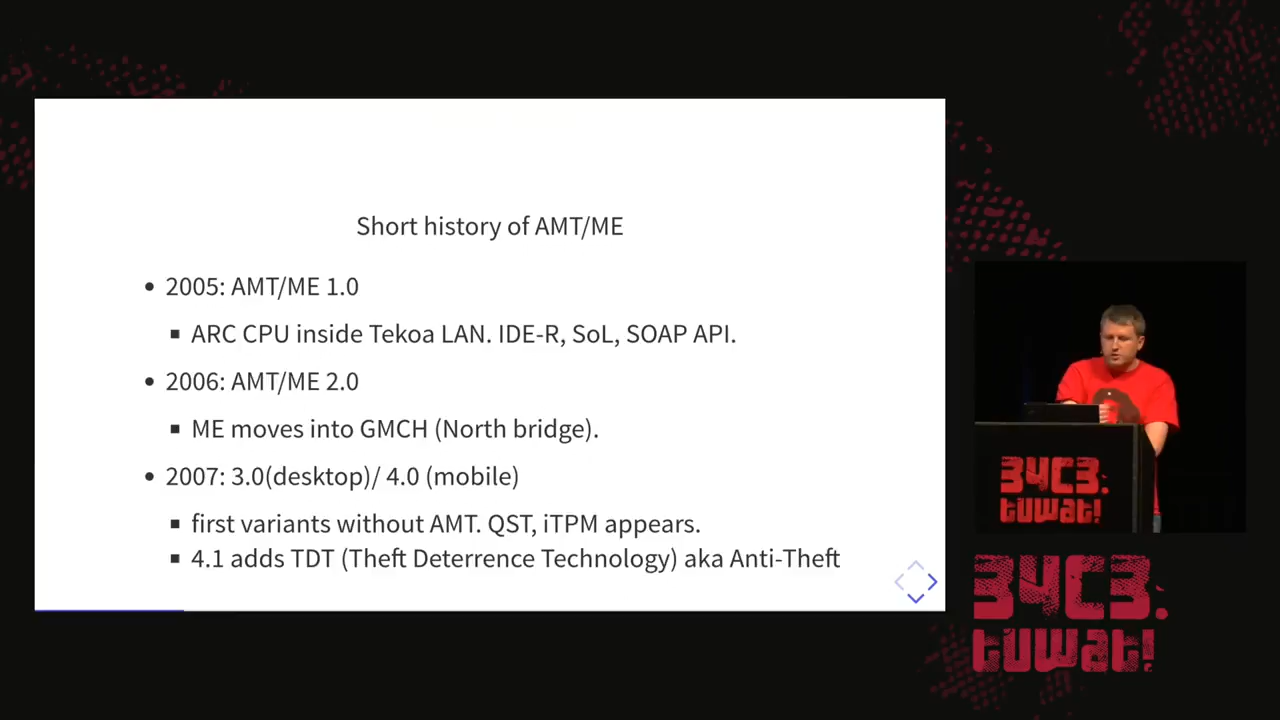 Short history of AMT/ME
• 2005: AMT/ME 1.0
▪ ARC CPU inside Tekoa LAN. IDE-R, SoL, SOAP API.
• 2006: AMT/ME 2.0
▪ ME moves into GMCH (North bridge).
• 2007: 3.0(desktop)/ 4.0 (mobile)
▪ first variants without AMT. QST, iTPM appears.
▪ 4.1 adds TDT (Theft Deterrence Technology) aka Anti-Theft
34C3.
tuwat!
34C3.
tuwat!